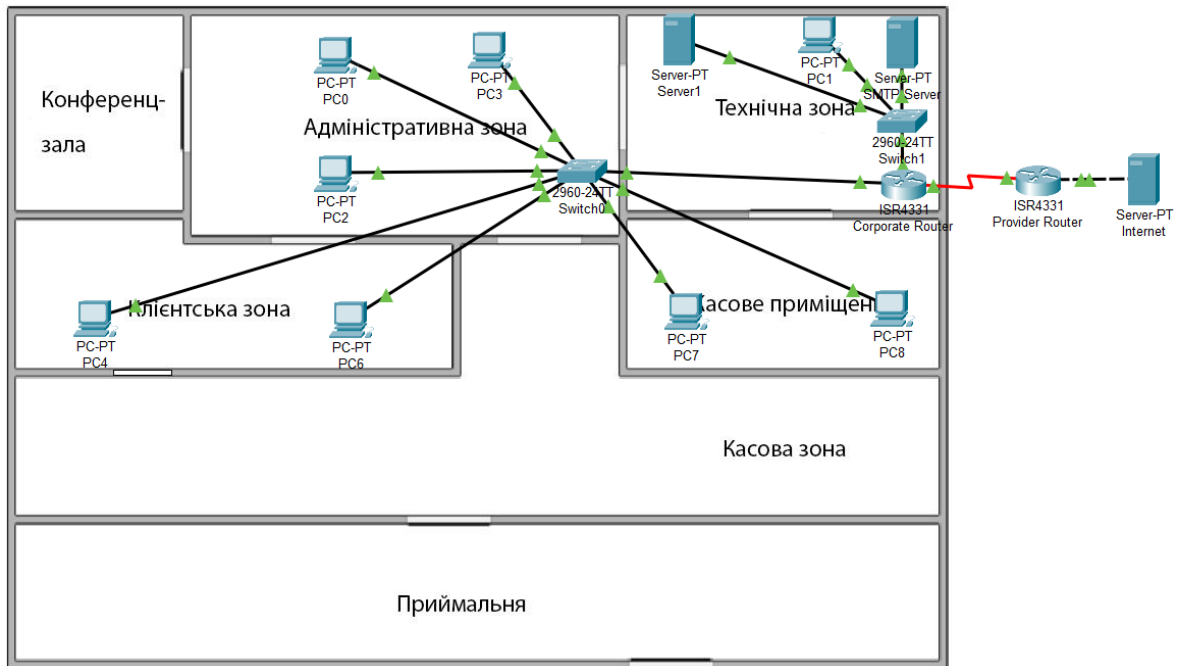 Конференц-
зала
PC-PT
PC0
PC-PT
PC3
Адміністративна зона
PC-PT
PC2
2960-24TT
Switch0
Server-PT
Server1
PC-PT
PC1
Server-PT
SMTP Server
Технічна зона
2960-24TT
Switch1
ISR4331
Corporate Router
ISR4331
Provider Router
Server-PT
Internet
Клієнтська зона
PC-PT
PC4
PC-PT
PC6
PC-PT
PC7
PC-PT
PC8
Касова зона
Приймальня